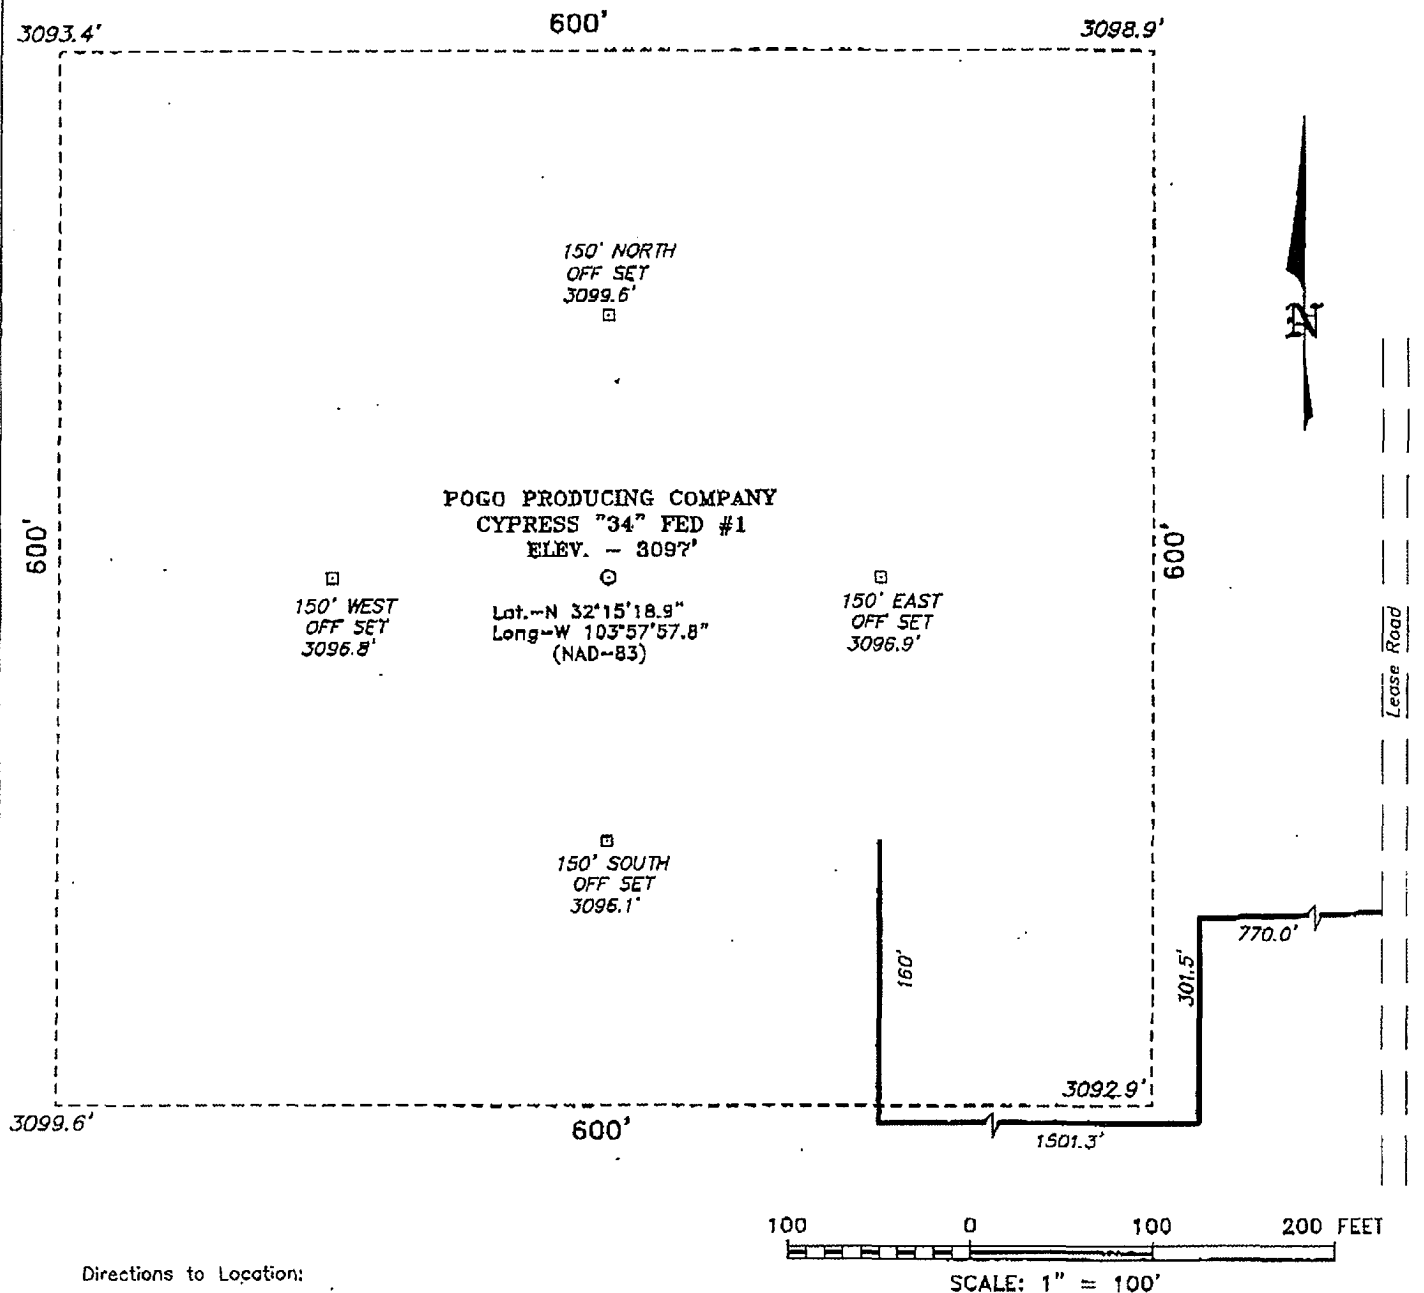 600'
3093.4'
3098.9'
150' NORTH
OFF SET
3099.6'
N
POGO PRODUCING COMPANY
CYPRESS "34" FED #1
ELEV. - 3097'
600'
600'
Lat.-N 32°15'18.9"
Long-W 103°57'57.8"
(NAD-83)
150' WEST
OFF SET
3096.8'
150' EAST
OFF SET
3096.9'
Lease Road
150' SOUTH
OFF SET
3096.1'
160'
301.5'
770.0'
3092.9'
3099.6'
600'
1501.3'
100 0 100 200 FEET
SCALE: 1" = 100'
Directions to Location: